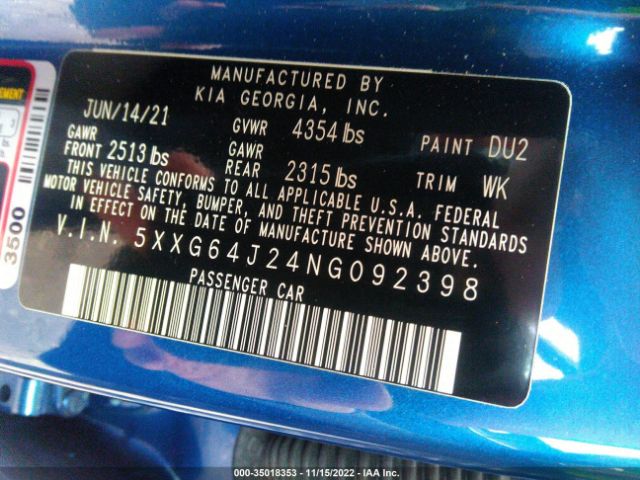 MANUFACTURED BY
KIA GEORGIA, INC.
JUN/14/21 GVWR 4354 lbs PAINT DU2
GAWR GAWR
FRONT 2513 lbs REAR 2315 lbs TRIM WK
THIS VEHICLE CONFORMS TO ALL APPLICABLE U.S.A. FEDERAL
MOTOR VEHICLE SAFETY, BUMPER, AND THEFT PREVENTION STANDARDS
IN EFFECT ON THE DATE OF MANUFACTURE SHOWN ABOVE.
V.I.N. 5XXG64J24NG092398
PASSENGER CAR
3500
000-35018353 - 11/15/2022 - IAA Inc.